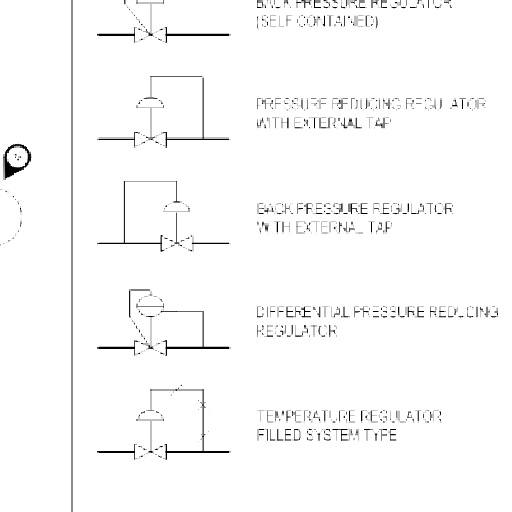 BACK PRESSURE REGULATOR
(SELF CONTAINED)
PRESSURE REDUCING REGULATOR
WITH EXTERNAL TAP
BACK PRESSURE REGULATOR
WITH EXTERNAL TAP
DIFFERENTIAL PRESSURE REDUCING
REGULATOR
TEMPERATURE REGULATOR
FILLED SYSTEM TYPE